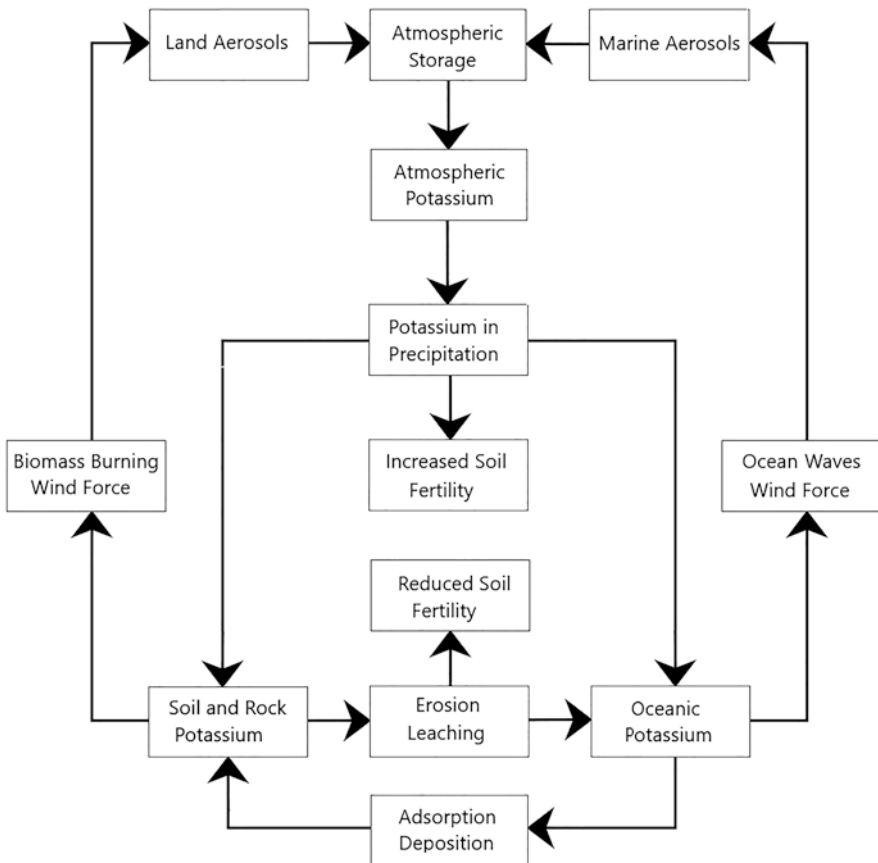 Land Aerosols
Atmospheric
Storage
Marine Aerosols
Atmospheric
Potassium
Potassium in
Precipitation
Biomass Burning
Wind Force
Increased Soil
Fertility
Ocean Waves
Wind Force
Reduced Soil
Fertility
Soil and Rock
Potassium
Erosion
Leaching
Oceanic
Potassium
Adsorption
Deposition